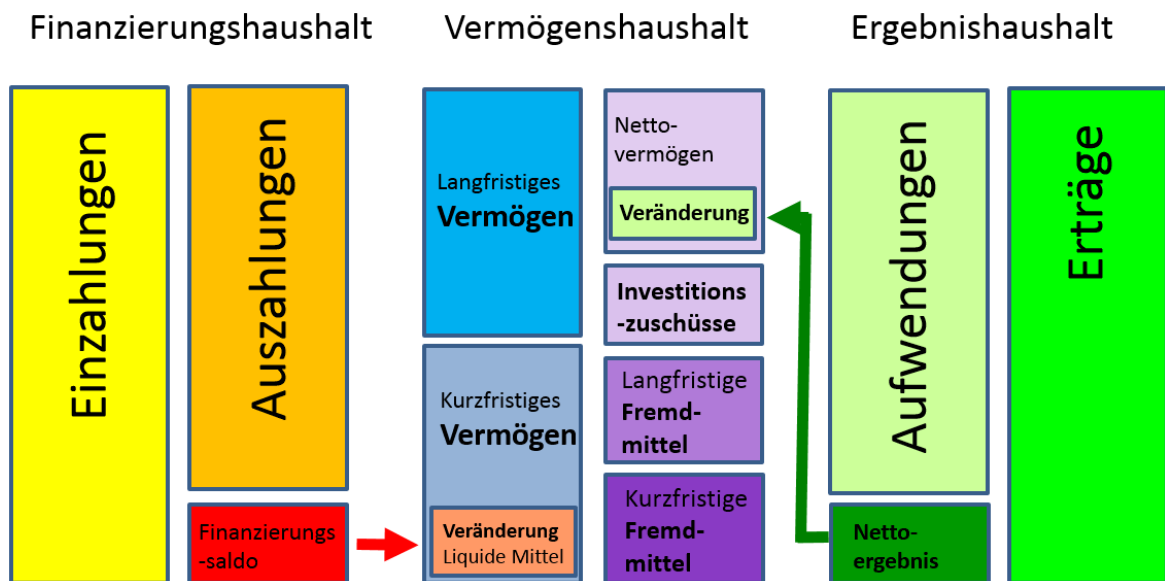 Finanzierungshaushalt
Vermögenshaushalt
Ergebnishaushalt
Einzahlungen
Auszahlungen
Finanzierungs
-saldo
Langfristiges
Vermögen
Kurzfristiges
Vermögen
Veränderung
Liquide Mittel
Netto-
vermögen
Veränderung
Investitions
-zuschüsse
Langfristige
Fremd-
mittel
Kurzfristige
Fremd-
mittel
Aufwendungen
Netto-
ergebnis
Erträge